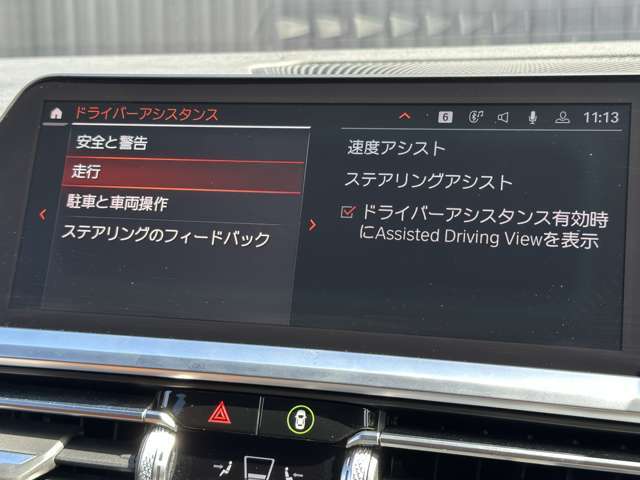 ドライバーアシスタンス
6
11:13
安全と警告
走行
駐車と車両操作
ステアリングのフィードバック
速度アシスト
ステアリングアシスト
ドライバーアシスタンス有効時
にAssisted Driving Viewを表示